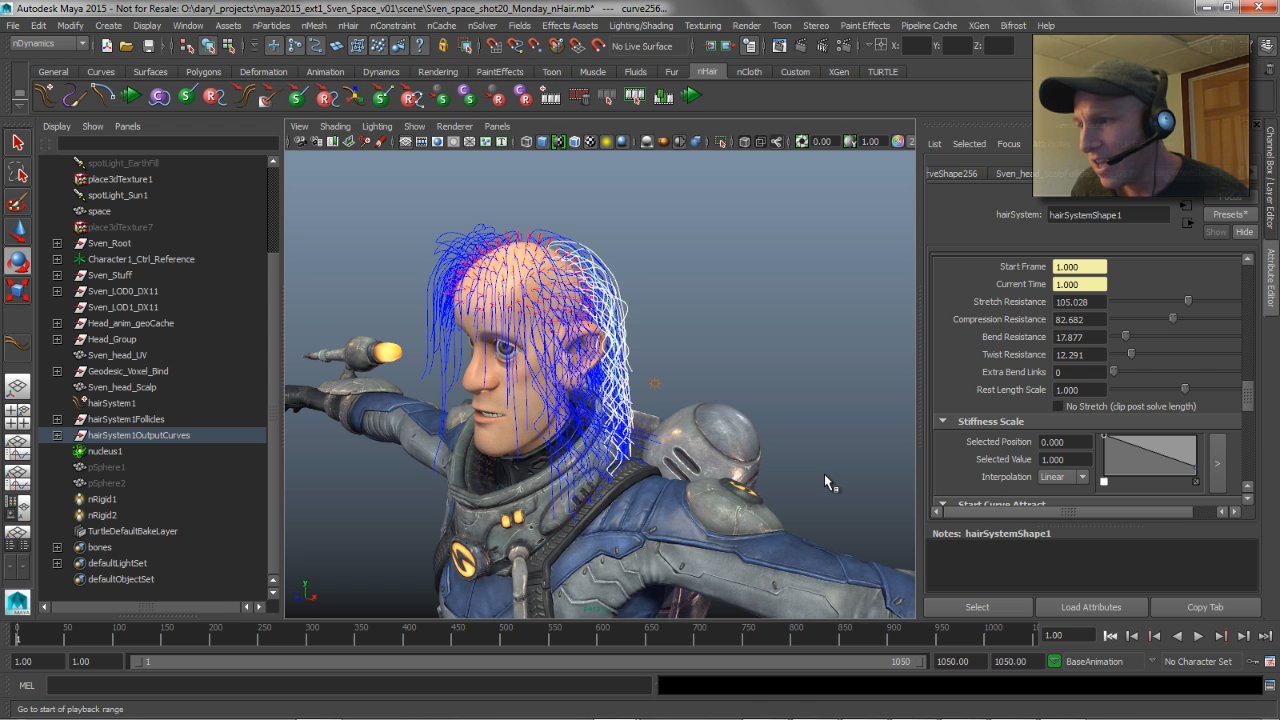 Autodesk Maya 2015 - Not for Resale: D:\daryl_projects\maya2015_ext1_Sven_Space_v01\scene\Sven_space_shot20_Monday_nHair.mb* --- curve256...
File Edit Modify Create Display Window Assets nParticles nMesh nHair nConstraint nCache nSolver Fields Effects Assets Lighting/Shading Texturing Render Toon Stereo Paint Effects Pipeline Cache XGen Bifrost Help
nDynamics No Live Surface X: Y: Z:
General Curves Surfaces Polygons Deformation Animation Dynamics Rendering PaintEffects Toon Muscle Fluids Fur nHair nCloth Custom XGen TURTLE
Display Show Panels
View Shading Lighting Show Renderer Panels
0.00 1.00
List Selected Focus
spotLight_EarthFill
place3dTexture1
spotLight_Sun1
space
place3dTexture7
Sven_Root
Character1_Ctrl_Reference
Sven_Stuff
Sven_LOD0_DX11
Sven_LOD1_DX11
Head_anim_geoCache
Head_Group
Sven_head_UV
Geodesic_Voxel_Bind
Sven_head_Scalp
hairSystem1
hairSystem1Follicles
hairSystem1OutputCurves
nucleus1
pSphere1
pSphere2
nRigid1
nRigid2
TurtleDefaultBakeLayer
bones
defaultLightSet
defaultObjectSet
hairSystem: hairSystemShape1
Presets*
Show Hide
Start Frame 1.000
Current Time 1.000
Stretch Resistance 105.028
Compression Resistance 82.682
Bend Resistance 17.877
Twist Resistance 12.291
Extra Bend Links 0
Rest Length Scale 1.000
No Stretch (clip post solve length)
Stiffness Scale
Selected Position 0.000
Selected Value 1.000
Interpolation Linear
>
Start Curve Attract
Notes: hairSystemShape1
Select Load Attributes Copy Tab
Channel Box / Layer Editor
Attribute Editor
50 100 150 200 250 300 350 400 450 500 550 600 650 700 750 800 850 900 950 1000 1.00
1.00 1.00 1 1050 1050.00 1050.00 BaseAnimation No Character Set
MEL
Go to start of playback range